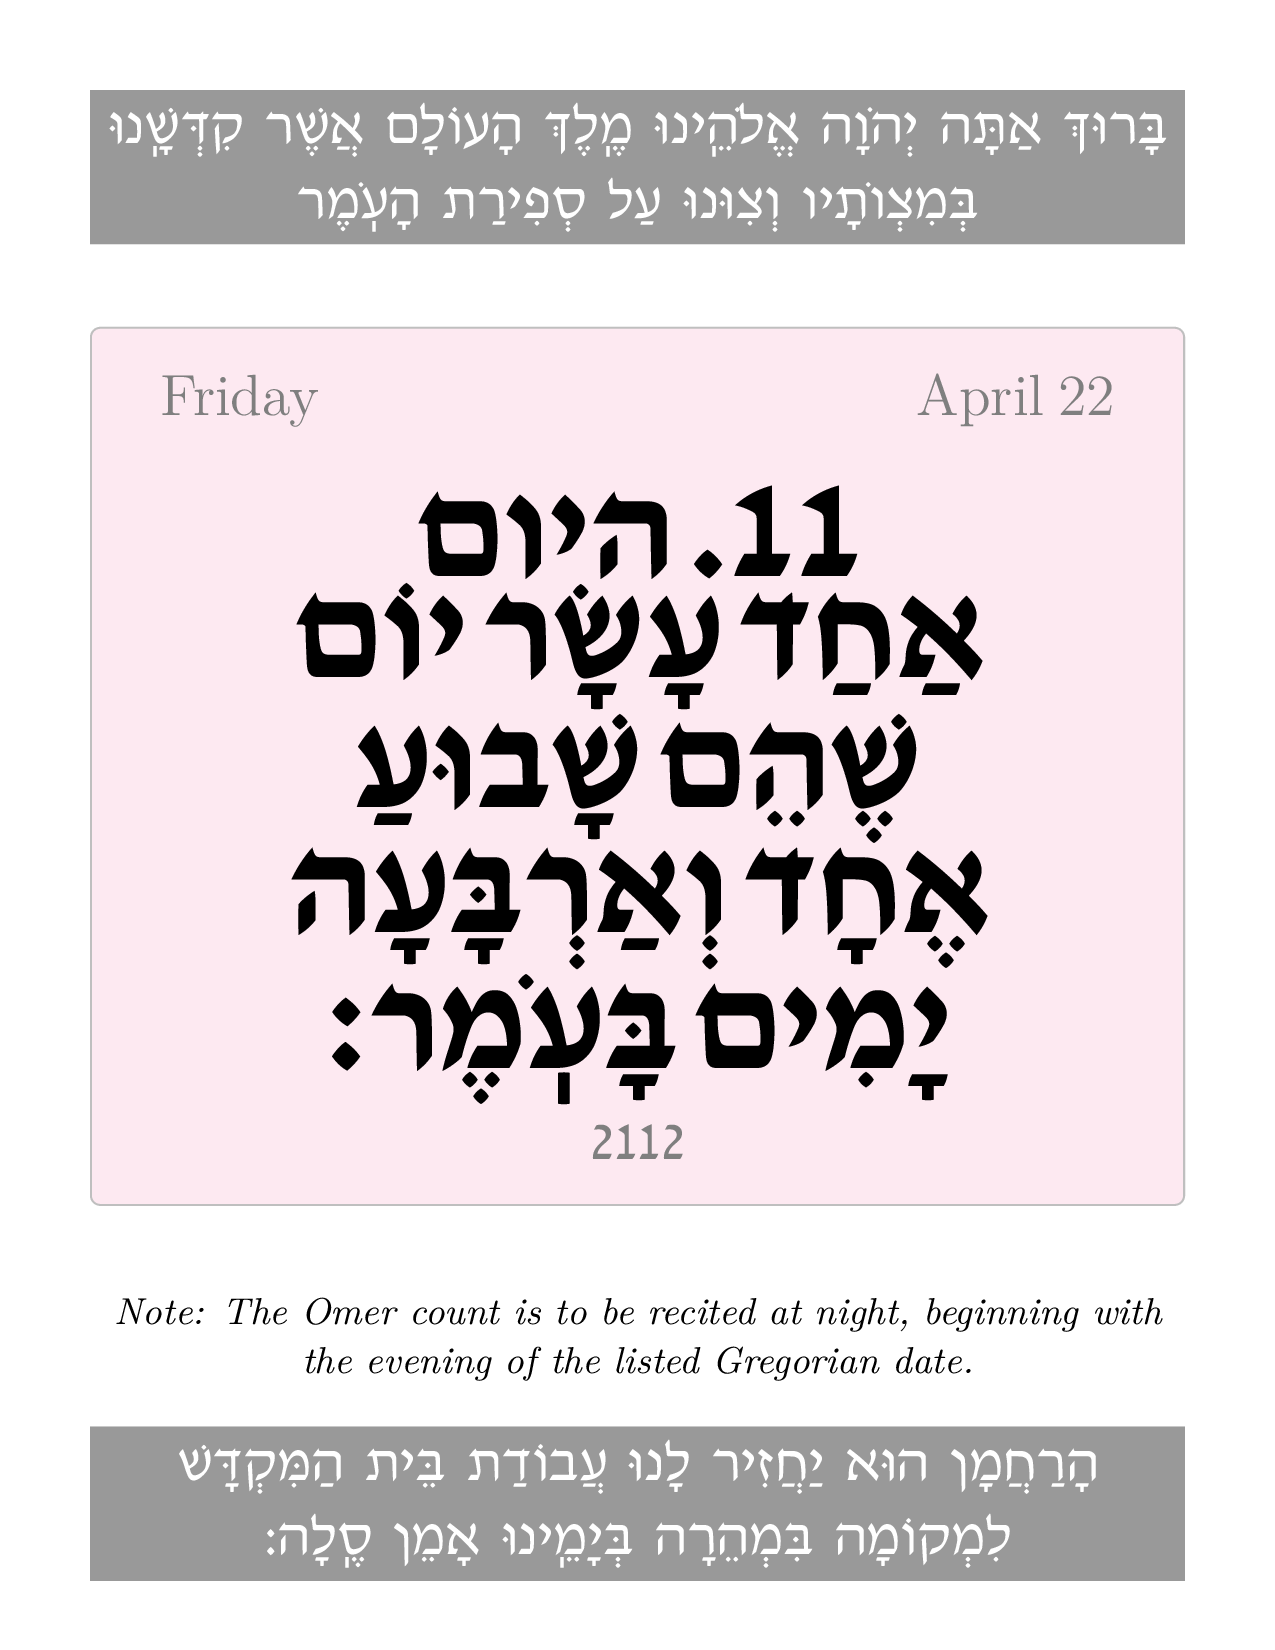 בָּרוּךְ אַתָּה יְהֹוָה אֱלֹהֵֽינוּ מֶֽלֶךְ הָעוֹלָם אֲשֶׁר קִדְּשָֽׁנוּ
בְּמִצְוֹתָיו וְצִוּנוּ עַל סְפִירַת הָעֹֽמֶר
Friday April 22
11. היום
אַחַד עָשָׂר יוֹם
שֶׁהֵם שָׁבוּעַ
אֶחָד וְאַרְבָּעָה
יָמִים בָּעֹֽמֶר:
2112
Note: The Omer count is to be recited at night, beginning with
the evening of the listed Gregorian date.
הָרַחֲמָן הוּא יַחֲזִיר לָנוּ עֲבוֹדַת בֵּית הַמִּקְדָּשׁ
לִמְקוֹמָה בִּמְהֵרָה בְּיָמֵֽינוּ אָמֵן סֶֽלָה: